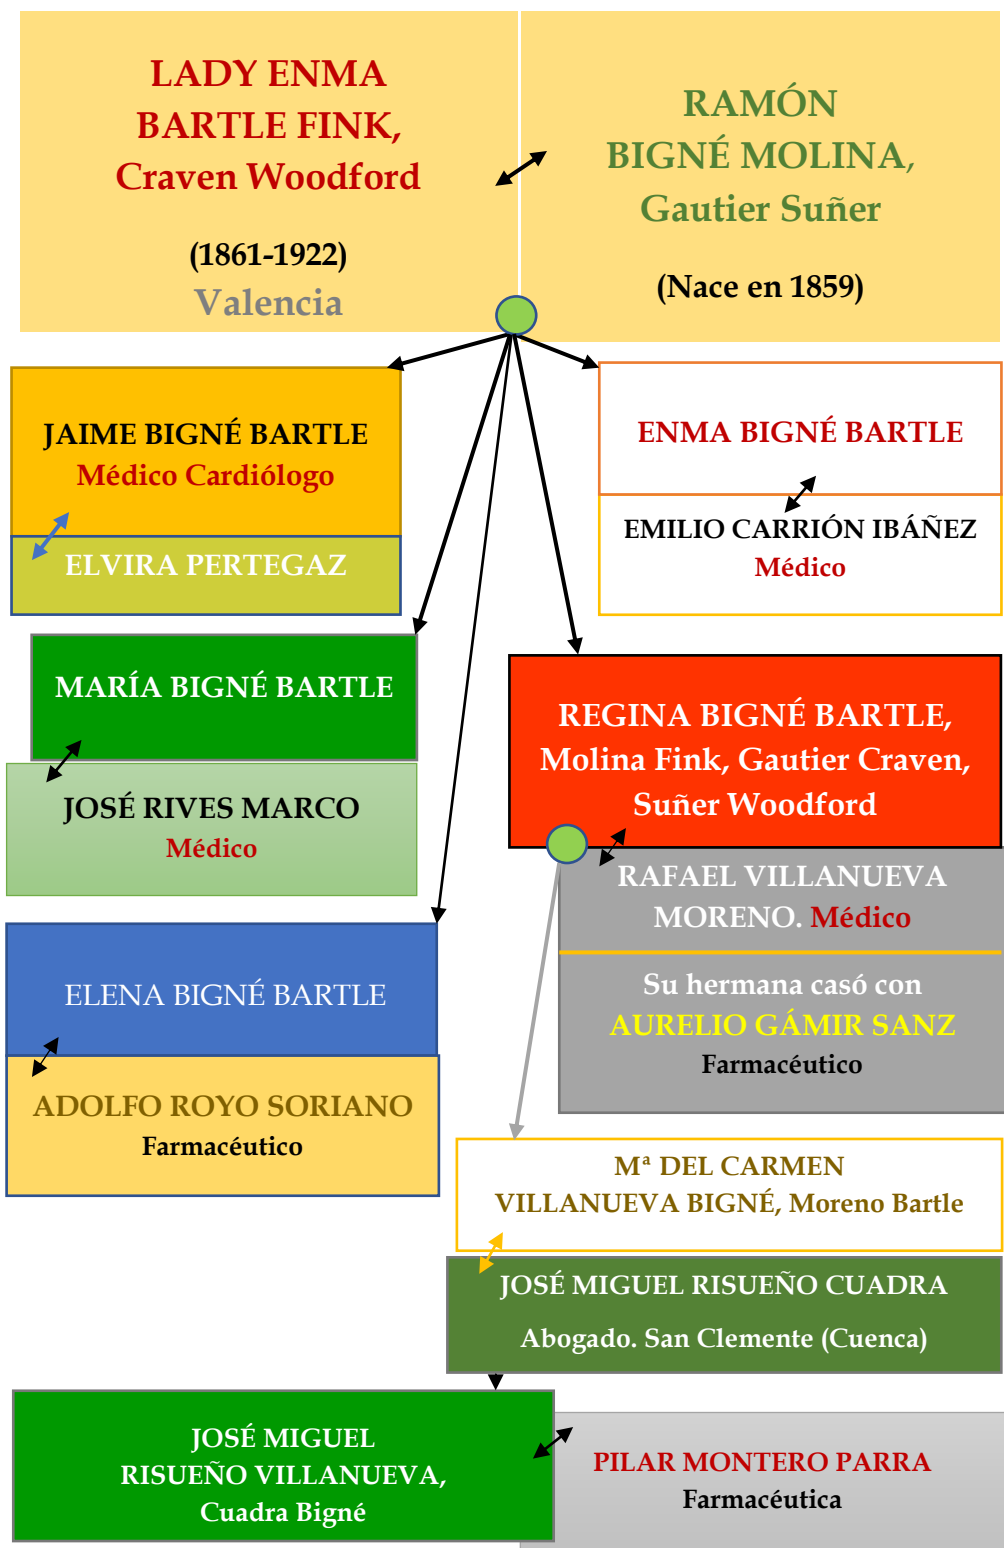 LADY ENMA
BARTLE FINK,
Craven Woodford
(1861-1922)
Valencia
RAMÓN
BIGNÉ MOLINA,
Gautier Suñer
(Nace en 1859)
JAIME BIGNÉ BARTLE
Médico Cardiólogo
ELVIRA PERTEGAZ
ENMA BIGNÉ BARTLE
EMILIO CARRIÓN IBÁÑEZ
Médico
MARÍA BIGNÉ BARTLE
JOSÉ RIVES MARCO
Médico
REGINA BIGNÉ BARTLE,
Molina Fink, Gautier Craven,
Suñer Woodford
RAFAEL VILLANUEVA
MORENO. Médico
Su hermana casó con
AURELIO GÁMIR SANZ
Farmacéutico
ELENA BIGNÉ BARTLE
ADOLFO ROYO SORIANO
Farmacéutico
Mª DEL CARMEN
VILLANUEVA BIGNÉ, Moreno Bartle
JOSÉ MIGUEL RISUEÑO CUADRA
Abogado. San Clemente (Cuenca)
JOSÉ MIGUEL
RISUEÑO VILLANUEVA,
Cuadra Bigné
PILAR MONTERO PARRA
Farmacéutica